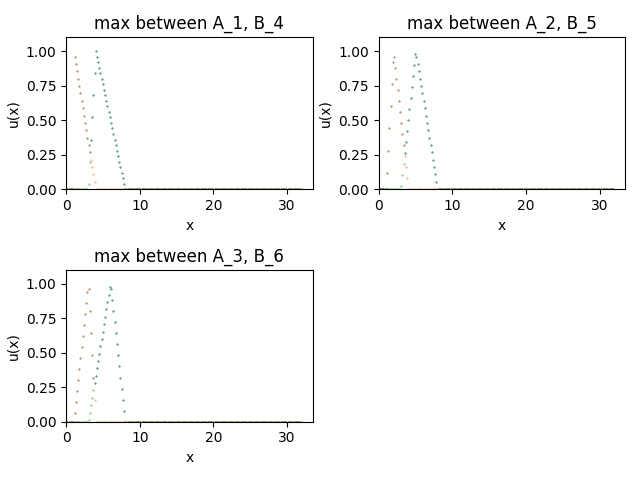 max between A_1, B_4
1.00
0.75
0.50
0.25
0.00
u(x)
0 10 20 30
x
max between A_2, B_5
1.00
0.75
0.50
0.25
0.00
u(x)
0 10 20 30
x
max between A_3, B_6
1.00
0.75
0.50
0.25
0.00
u(x)
0 10 20 30
x